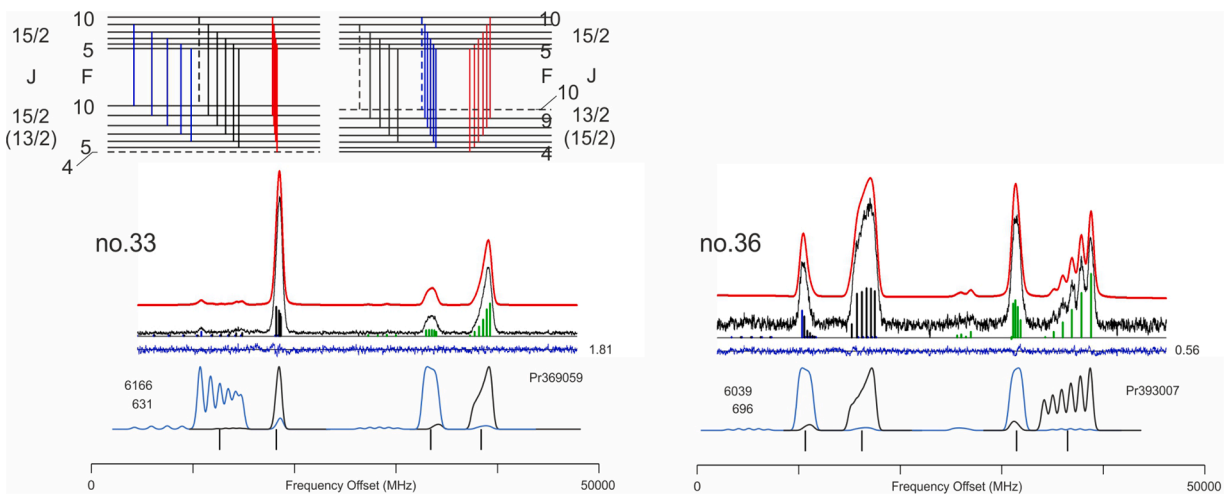 10
15/2
5
J
F
10
15/2
(13/2)
5
4
10
15/2
5
F
J
10
13/2
9
(15/2)
4
no.33
1.81
6166
631
Pr369059
0
Frequency Offset (MHz)
50000
no.36
0.56
6039
696
Pr393007
0
Frequency Offset (MHz)
50000